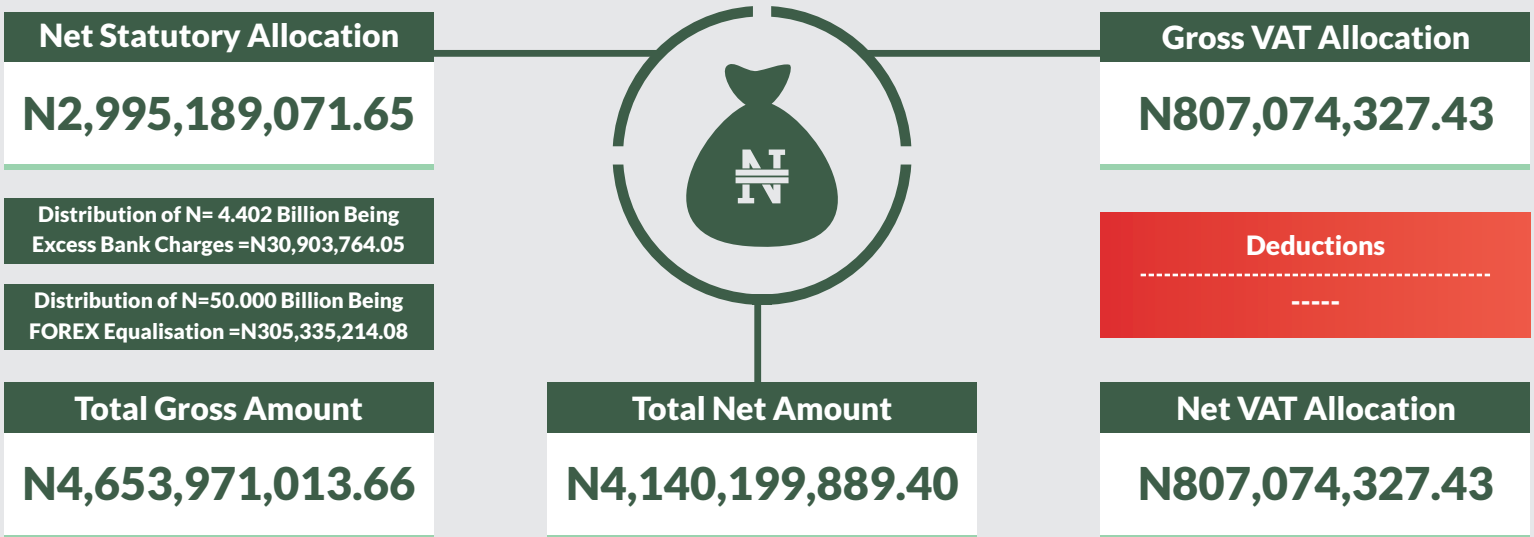 Net Statutory Allocation
N2,995,189,071.65
Distribution of N= 4.402 Billion Being
Excess Bank Charges =N30,903,764.05
Distribution of N=50.000 Billion Being
FOREX Equalisation =N305,335,214.08
Total Gross Amount
N4,653,971,013.66
₦
Total Net Amount
N4,140,199,889.40
Gross VAT Allocation
N807,074,327.43
Deductions
-----
Net VAT Allocation
N807,074,327.43